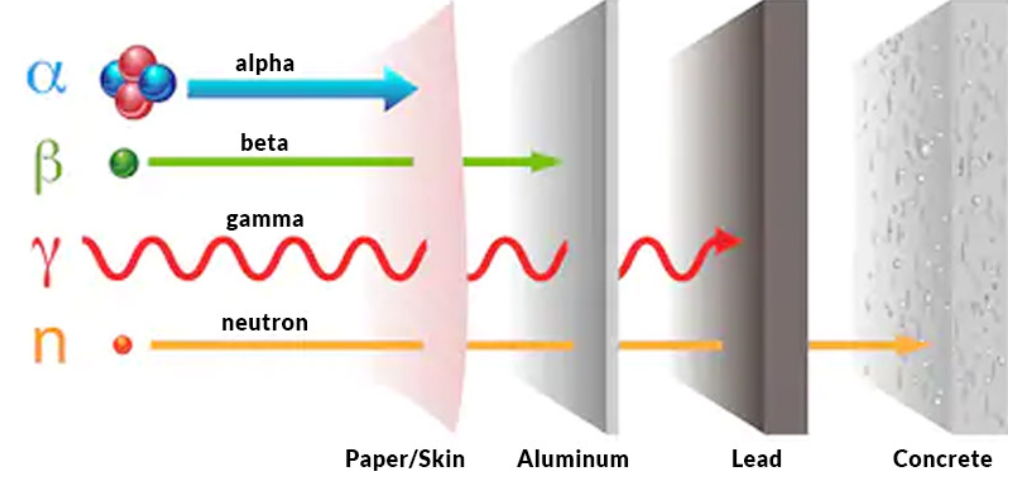 α alpha
β beta
γ gamma
n neutron
Paper/Skin Aluminum Lead Concrete